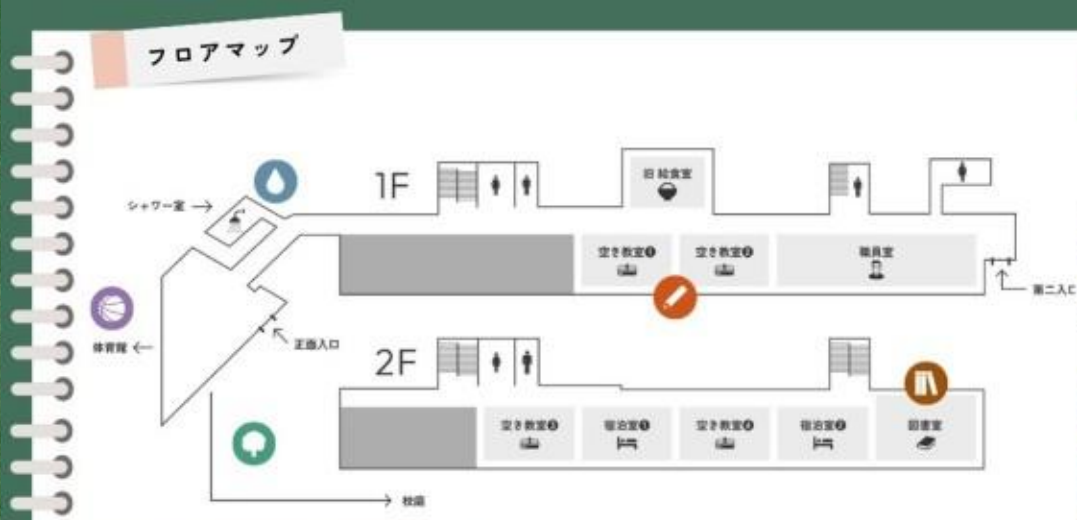 フロアマップ
1F
旧 給食室
シャワー室
空き教室❶
空き教室❷
職員室
第二入口
体育館
正面入口
2F
空き教室❸
宿泊室❶
空き教室❹
宿泊室❷
図書室
校庭